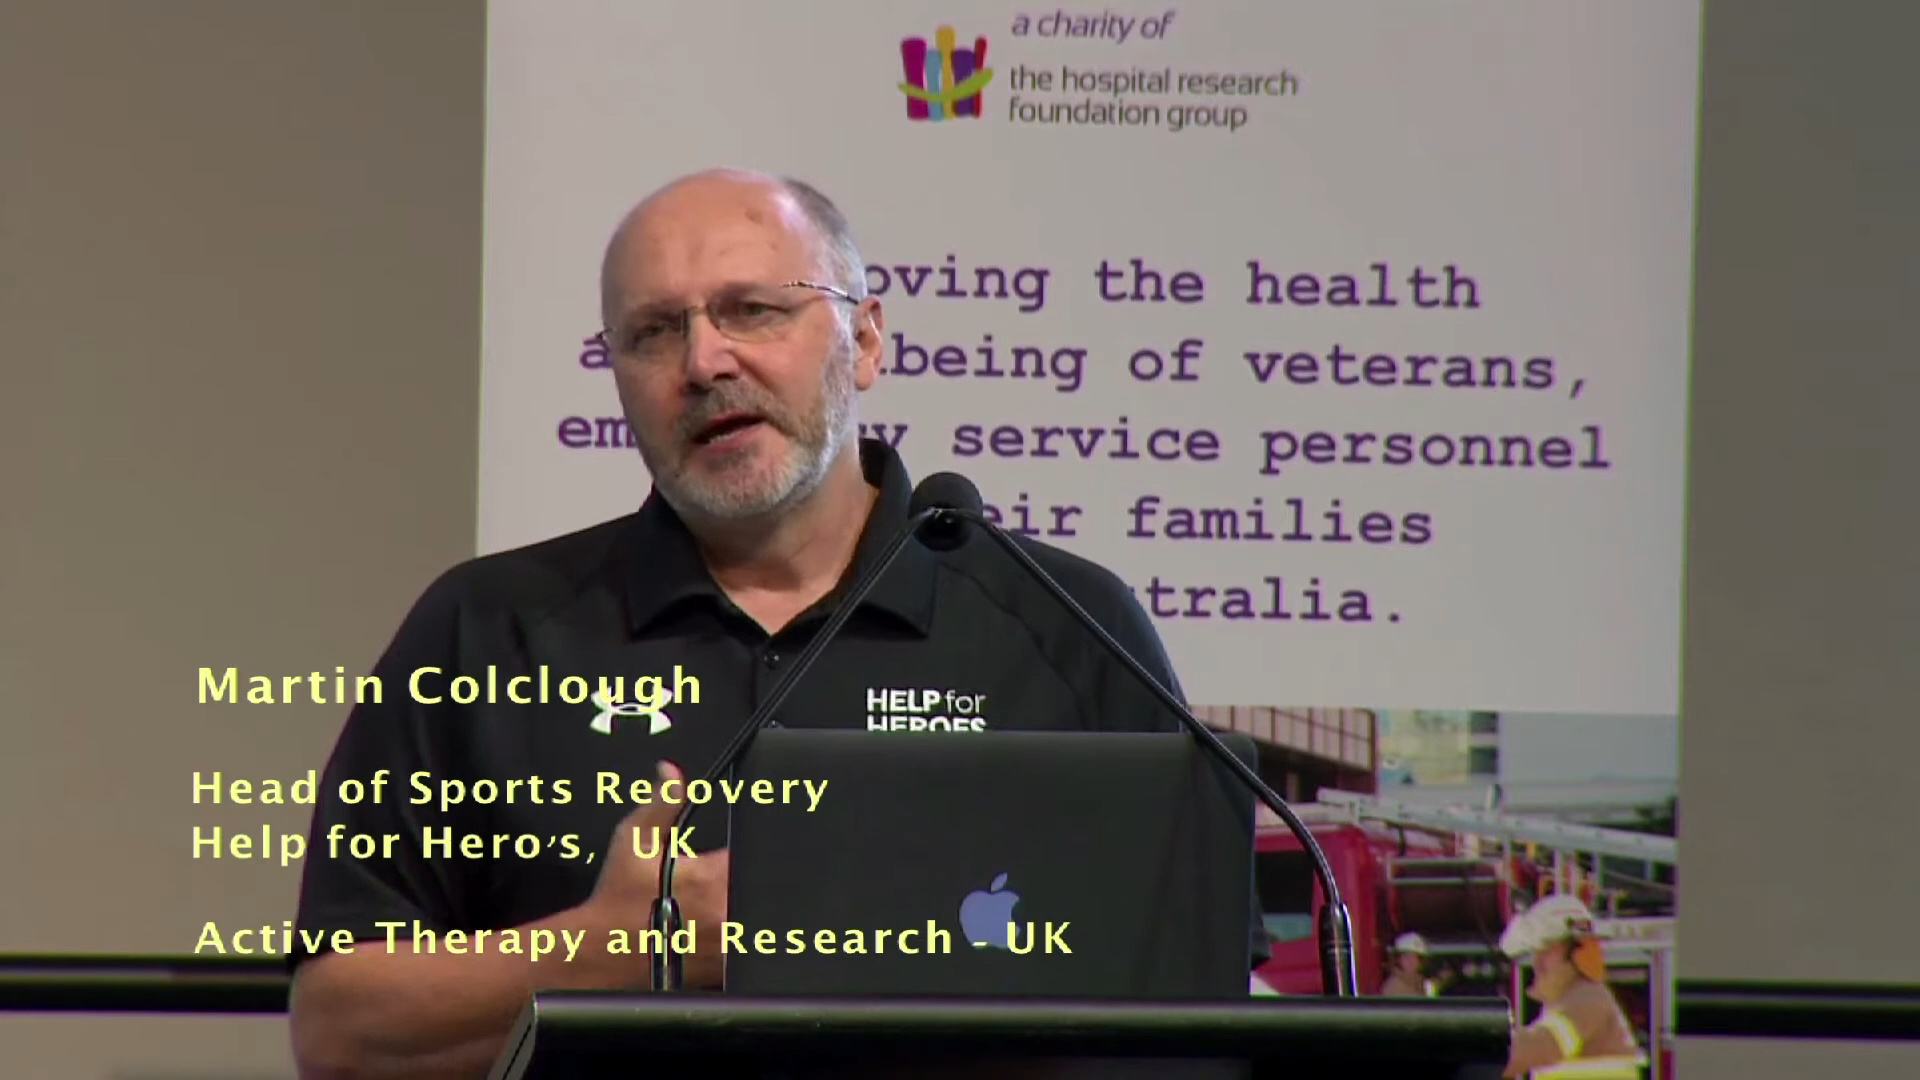 a charity of
the hospital research
foundation group
the health
being of veterans,
service personnel
families
Martin Colclough
HELP for
HEROES
Head of Sports Recovery
Help for Hero's, UK
Active Therapy and Research - UK